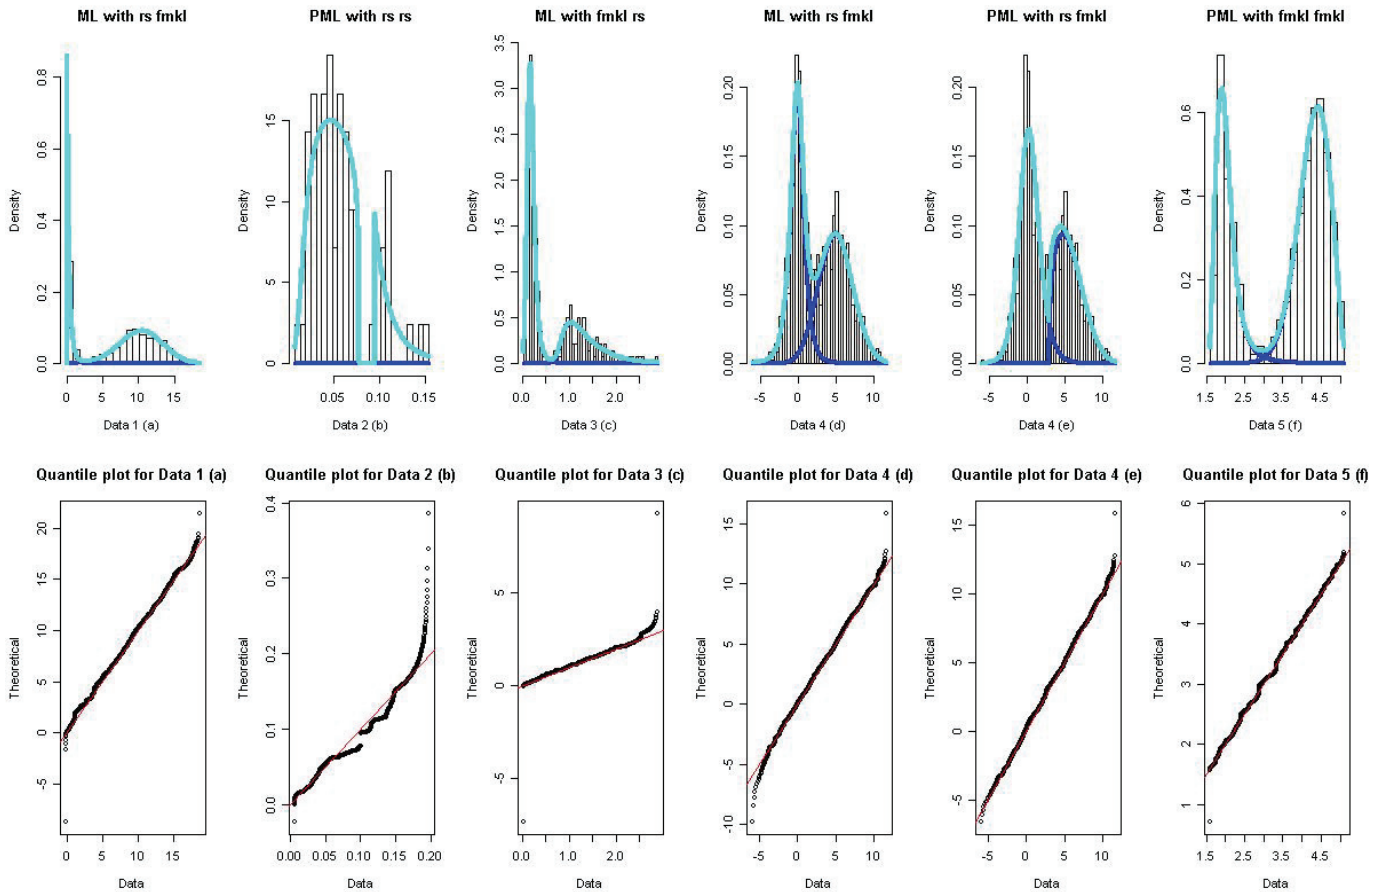 ML with rs fmkl
PML with rs rs
ML with fmkl rs
ML with rs fmkl
PML with rs fmkl
PML with fmkl fmkl
Density
0.0 0.2 0.4 0.6 0.8
0 5 10 15
Data 1 (a)
Density
0 5 10 15
0.05 0.10 0.15
Data 2 (b)
Density
0.0 0.5 1.0 1.5 2.0 2.5 3.0 3.5
0.0 1.0 2.0
Data 3 (c)
Density
0.00 0.05 0.10 0.15 0.20
-5 0 5 10
Data 4 (d)
Density
0.00 0.05 0.10 0.15 0.20
-5 0 5 10
Data 4 (e)
Density
0.0 0.2 0.4 0.6
1.5 2.5 3.5 4.5
Data 5 (f)
Quantile plot for Data 1 (a)
Quantile plot for Data 2 (b)
Quantile plot for Data 3 (c)
Quantile plot for Data 4 (d)
Quantile plot for Data 4 (e)
Quantile plot for Data 5 (f)
Theoretical
-5 0 5 10 15 20
0 5 10 15
Data
Theoretical
0.0 0.1 0.2 0.3 0.4
0.00 0.05 0.10 0.15 0.20
Data
Theoretical
-5 0 5
0.0 1.0 2.0
Data
Theoretical
-10 -5 0 5 10 15
-5 0 5 10
Data
Theoretical
-5 0 5 10 15
-5 0 5 10
Data
Theoretical
1 2 3 4 5 6
1.5 2.5 3.5 4.5
Data